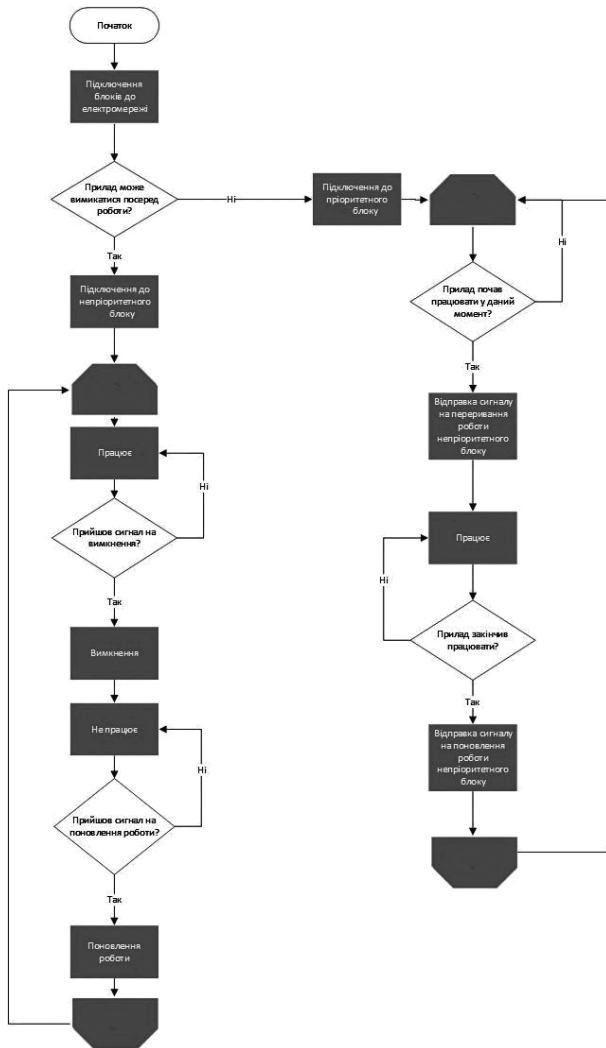 Початок
Підключення
блоків до
електромережі
Прилад може
вимикатися посеред
роботи?
Ні
Так
Підключення до
непріоритетного
блоку
Працює
Ні
Прийшов сигнал на
вимкнення?
Так
Вимкнення
Не працює
Ні
Прийшов сигнал на
поновлення роботи?
Так
Поновлення
роботи
Підключення до
пріоритетного
блоку
Ні
Прилад почав
працювати у даний
момент?
Так
Відправка сигналу
на переривання
роботи
непріоритетного
блоку
Працює
Ні
Прилад закінчив
працювати?
Так
Відправка сигналу
на поновлення
роботи
непріоритетного
блоку